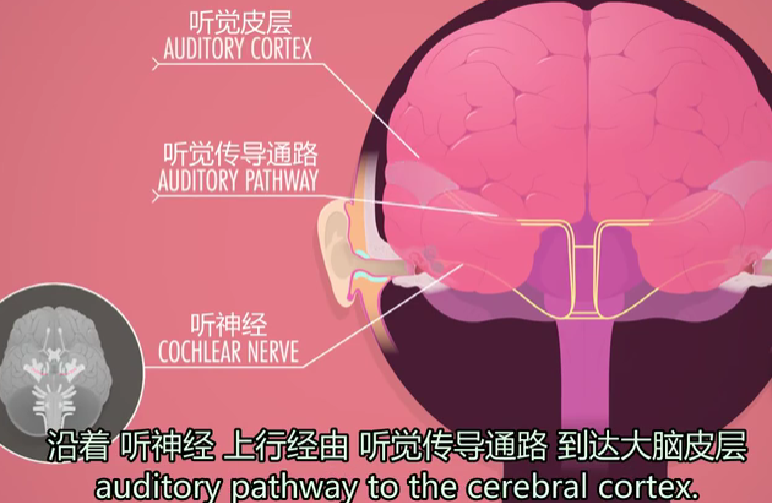 听觉皮层
AUDITORY CORTEX
听觉传导通路
AUDITORY PATHWAY
听神经
COCHLEAR NERVE
沿着 听神经 上行经由 听觉传导通路 到达大脑皮层
auditory pathway to the cerebral cortex.